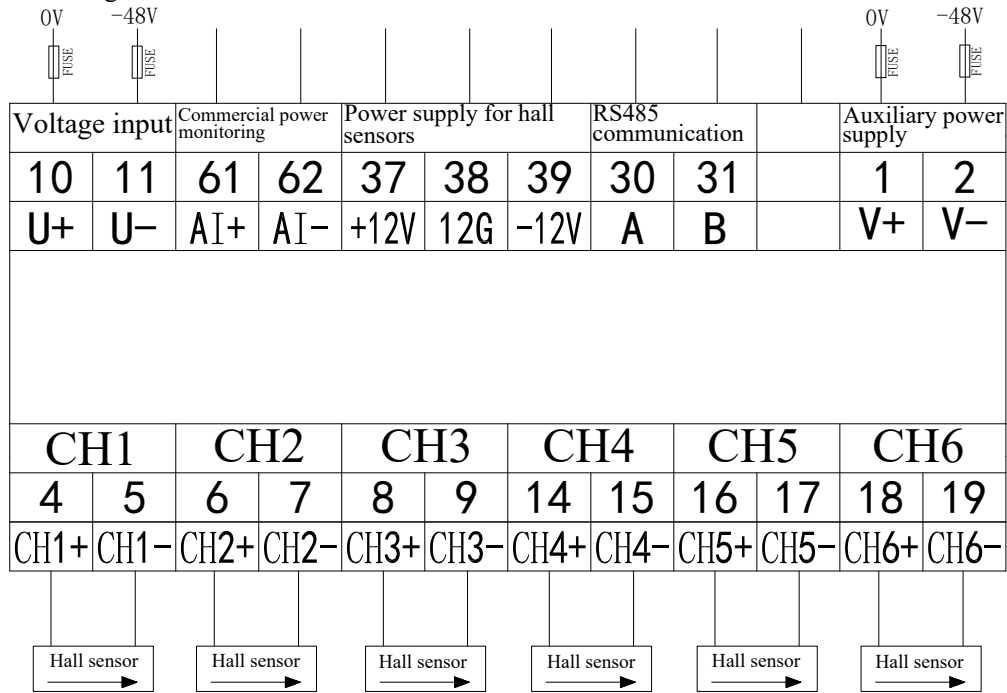 0V -48V 0V -48V
FUSE FUSE FUSE FUSE
Voltage input Commercial power monitoring Power supply for hall sensors RS485 communication Auxiliary power supply
10 11 61 62 37 38 39 30 31 1 2
U+ U- AI+ AI- +12V 12G -12V A B V+ V-
CH1 CH2 CH3 CH4 CH5 CH6
4 5 6 7 8 9 14 15 16 17 18 19
CH1+ CH1- CH2+ CH2- CH3+ CH3- CH4+ CH4- CH5+ CH5- CH6+ CH6-
Hall sensor Hall sensor Hall sensor Hall sensor Hall sensor Hall sensor